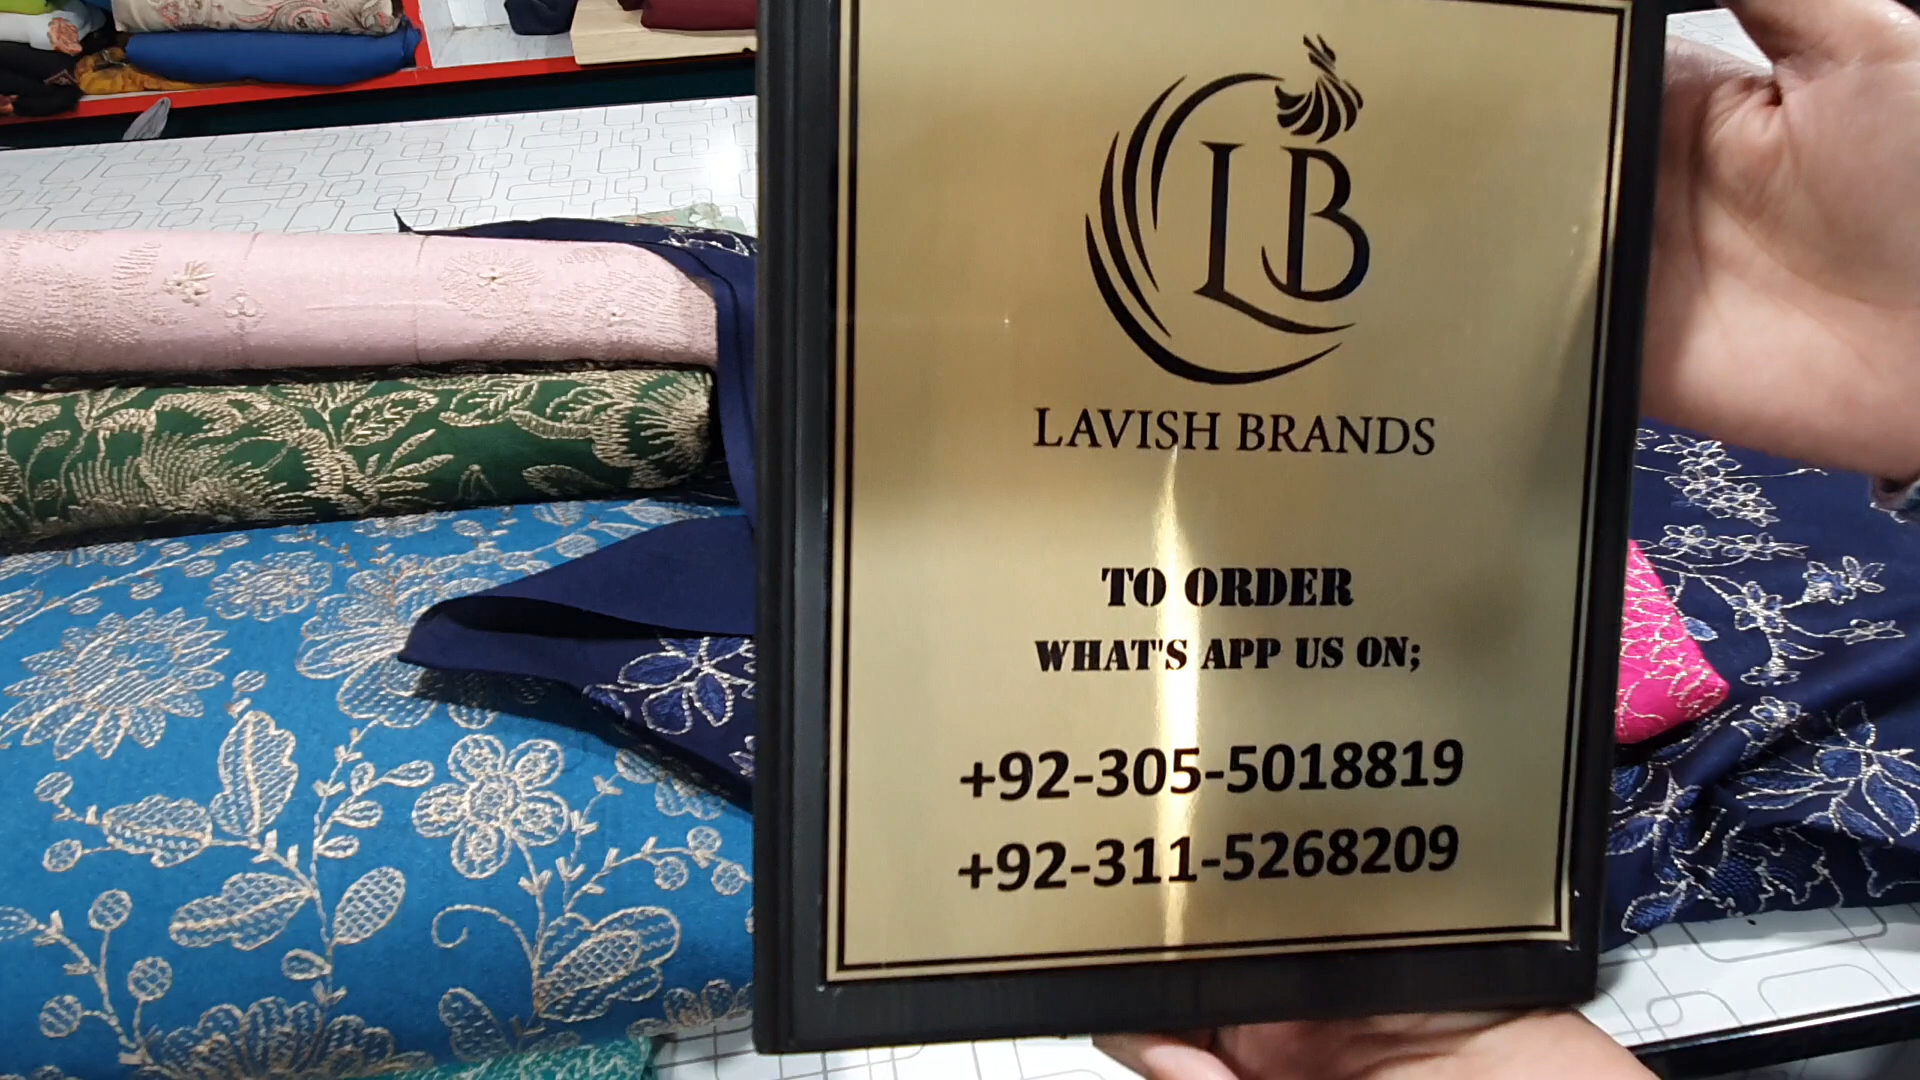 LB
LAVISH BRANDS
TO ORDER
WHAT'S APP US ON;
+92-305-5018819
+92-311-5268209